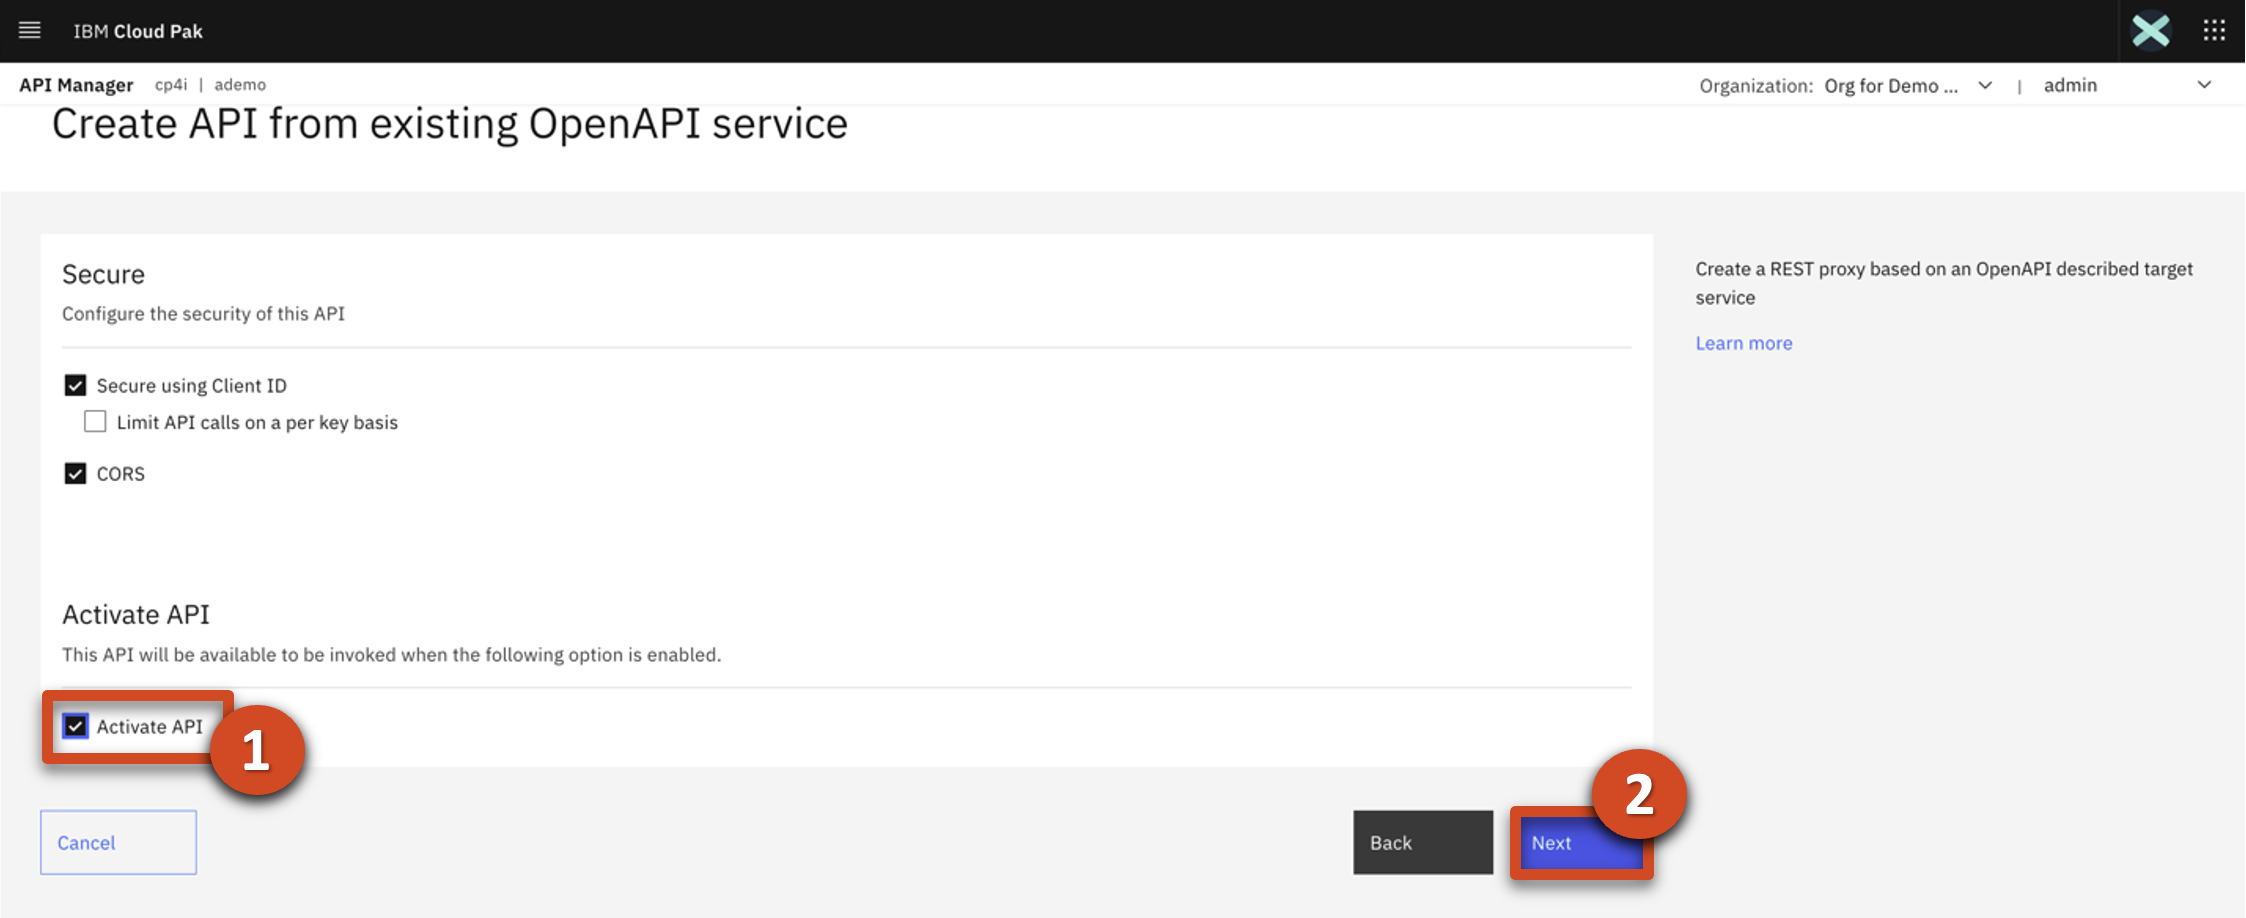 IBM Cloud Pak
API Manager cp4i | ademo
Organization: Org for Demo ... | admin
Create API from existing OpenAPI service
Secure
Configure the security of this API
Secure using Client ID
Limit API calls on a per key basis
CORS
Activate API
This API will be available to be invoked when the following option is enabled.
Activate API
1
Cancel
Back
Next
2
Create a REST proxy based on an OpenAPI described target
service
Learn more